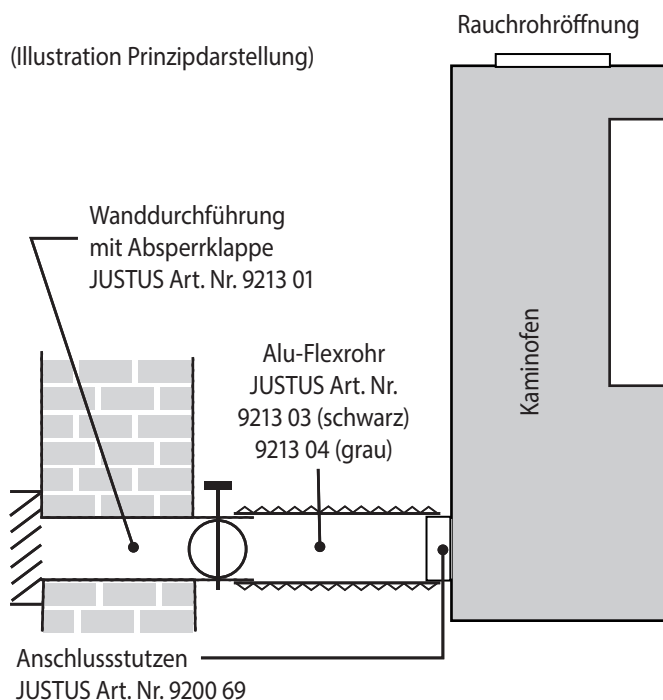 Rauchrohröffnung
(Illustration Prinzipdarstellung)
Wanddurchführung
mit Absperrklappe
JUSTUS Art. Nr. 9213 01
Alu-Flexrohr
JUSTUS Art. Nr.
9213 03 (schwarz)
9213 04 (grau)
Kaminofen
Anschlussstutzen
JUSTUS Art. Nr. 9200 69